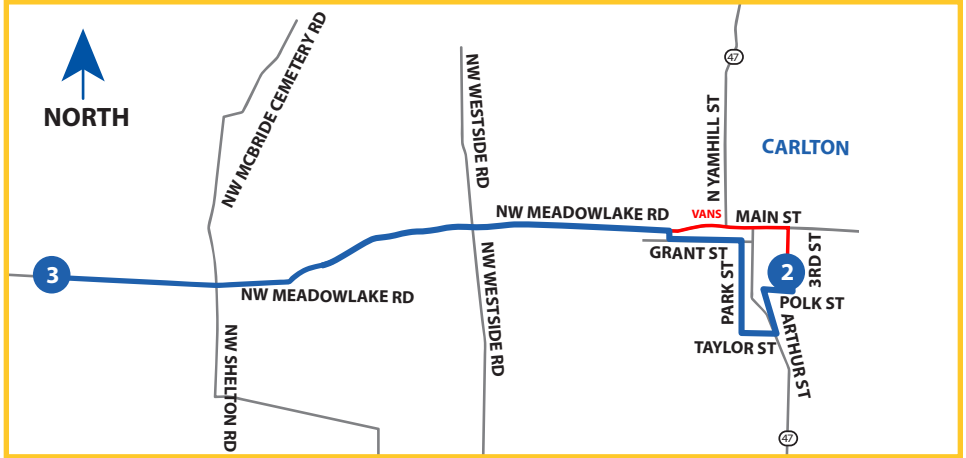 NORTH
NW MCBRIDE CEMETERY RD
NW WESTSIDE RD
47
N YAMHILL ST
CARLTON
NW MEADOWLAKE RD
VANS
MAIN ST
GRANT ST
3RD ST
3
NW MEADOWLAKE RD
NW WESTSIDE RD
PARK ST
2
POLK ST
NW SHELTON RD
TAYLOR ST
ARTHUR ST
47